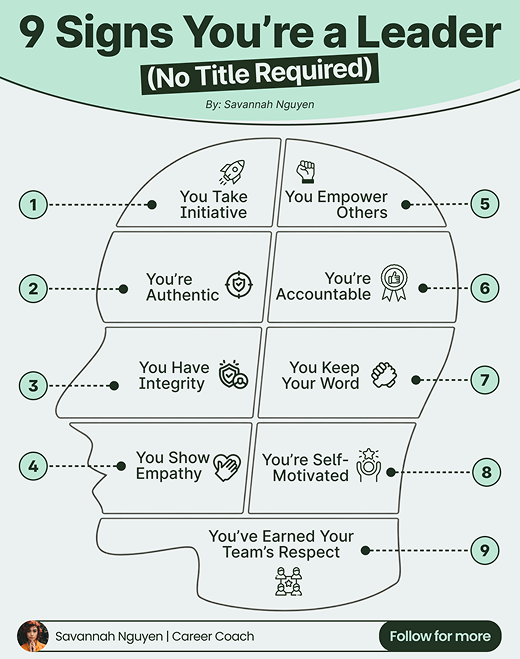 9 Signs You're a Leader
(No Title Required)
By: Savannah Nguyen
1
You Take
Initiative
2
You're
Authentic
3
You Have
Integrity
4
You Show
Empathy
You Empower
Others
5
You're
Accountable
6
You Keep
Your Word
7
You're Self-
Motivated
8
You've Earned Your
Team's Respect
9
Savannah Nguyen | Career Coach
Follow for more